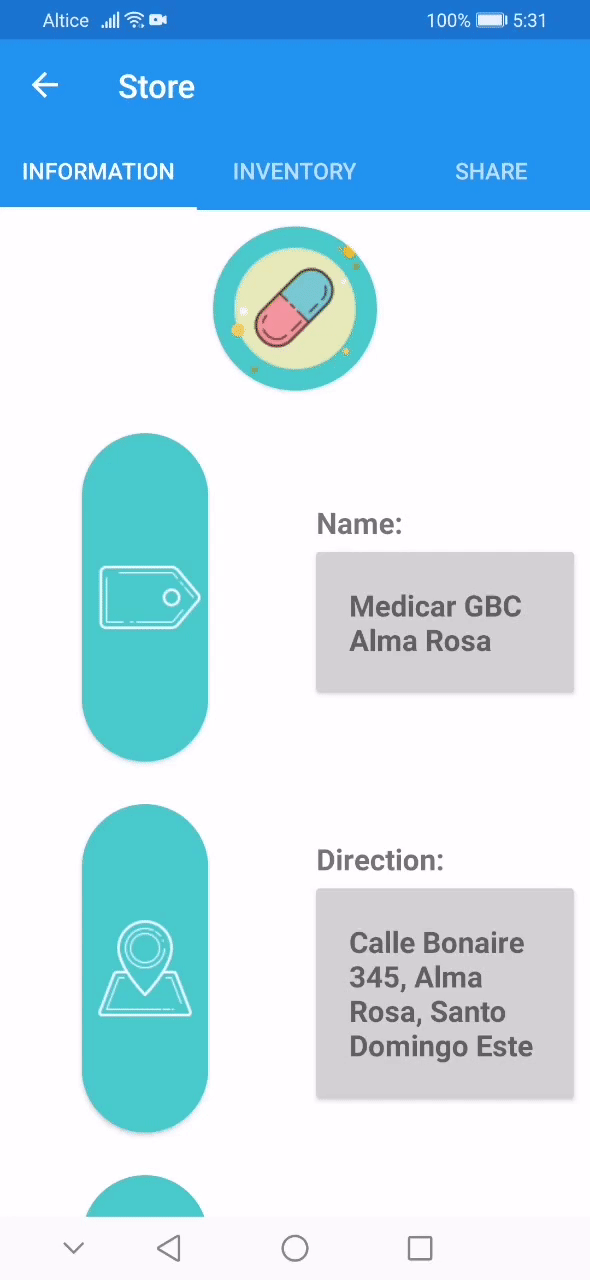 Altice 100% 5:31
Store
INFORMATION INVENTORY SHARE
Name:
Medicar GBC
Alma Rosa
Direction:
Calle Bonaire
345, Alma
Rosa, Santo
Domingo Este